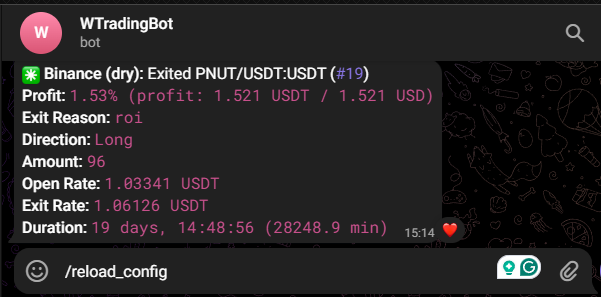 W
WTradingBot
bot
Binance (dry): Exited PNUT/USDT:USDT (#19)
Profit: 1.53% (profit: 1.521 USDT / 1.521 USD)
Exit Reason: roi
Direction: Long
Amount: 96
Open Rate: 1.03341 USDT
Exit Rate: 1.06126 USDT
Duration: 19 days, 14:48:56 (28248.9 min)
15:14
/reload_config